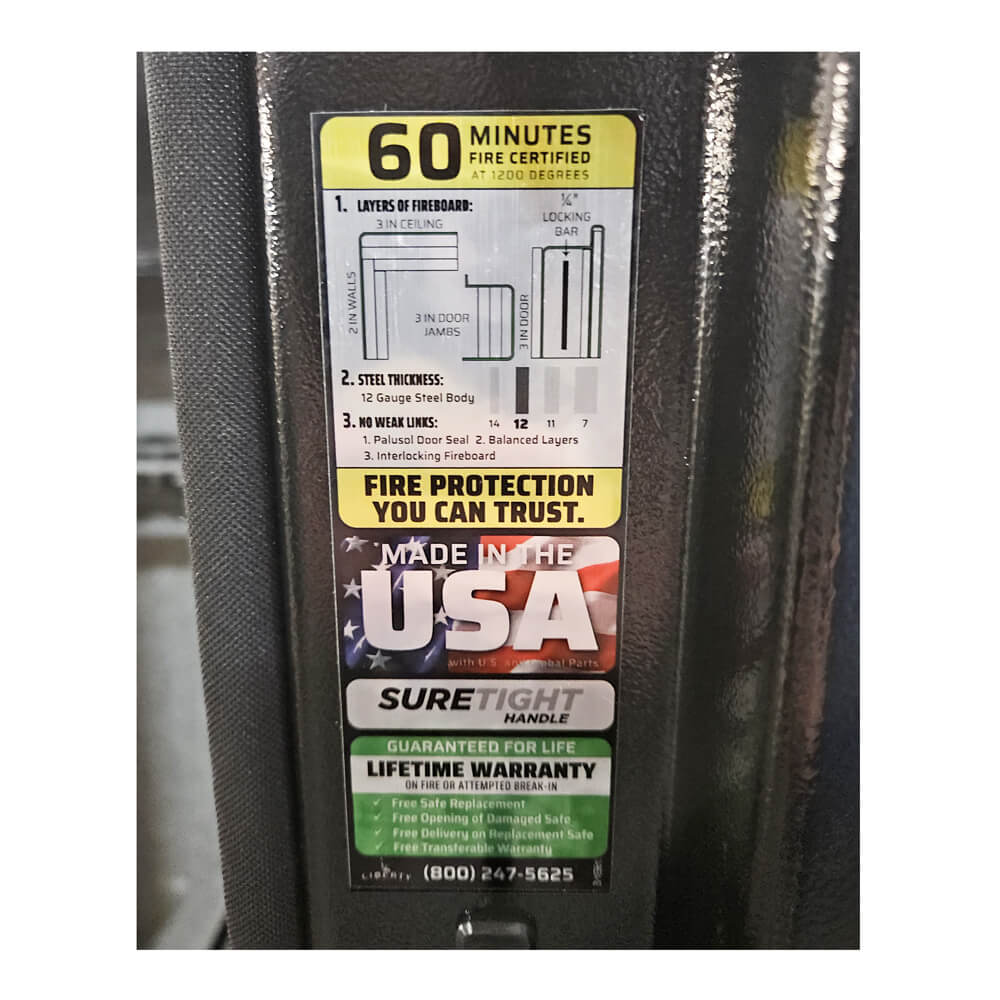 60 MINUTES
FIRE CERTIFIED
AT 1200 DEGREES
1. LAYERS OF FIREBOARD:
3 IN CEILING
2 IN WALLS
3 IN DOOR
JAMBS
3 IN DOOR
¼"
LOCKING
BAR
2. STEEL THICKNESS:
12 Gauge Steel Body
14 12 11 7
3. NO WEAK LINKS:
1. Palusol Door Seal 2. Balanced Layers
3. Interlocking Fireboard
FIRE PROTECTION
YOU CAN TRUST.
MADE IN THE
USA
with U.S. and Global Parts
SURETIGHT
HANDLE
GUARANTEED FOR LIFE
LIFETIME WARRANTY
ON FIRE OR ATTEMPTED BREAK-IN
✓ Free Safe Replacement
✓ Free Opening of Damaged Safe
✓ Free Delivery on Replacement Safe
✓ Free Transferable Warranty
LIBERTY (800) 247-5625